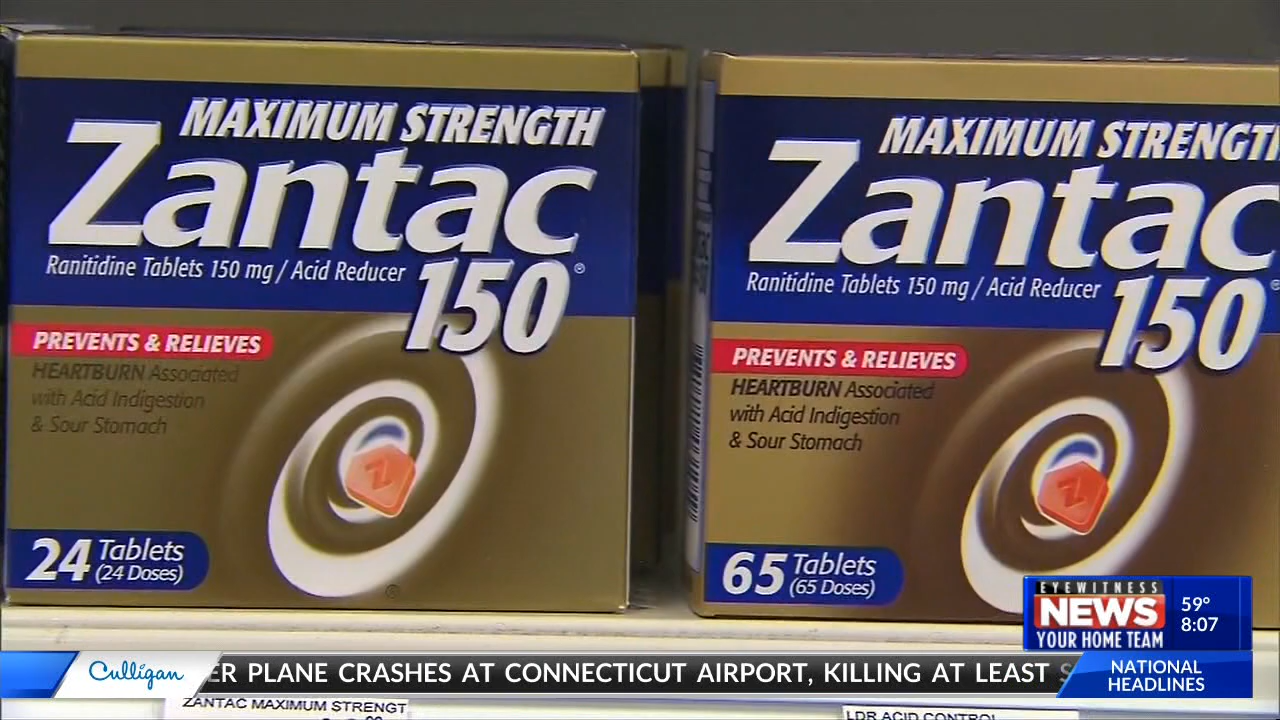 MAXIMUM STRENGTH
Zantac
150®
Ranitidine Tablets 150 mg / Acid Reducer
PREVENTS & RELIEVES
HEARTBURN Associated
with Acid Indigestion
& Sour Stomach
24 Tablets
(24 Doses)
MAXIMUM STRENGT
Zantac
150
Ranitidine Tablets 150 mg / Acid Reducer
PREVENTS & RELIEVES
HEARTBURN Associated
with Acid Indigestion
& Sour Stomach
65 Tablets
(65 Doses)
EYEWITNESS
NEWS
YOUR HOME TEAM
59°
8:07
Culligan
ER PLANE CRASHES AT CONNECTICUT AIRPORT, KILLING AT LEAST
NATIONAL
HEADLINES
ZANTAC MAXIMUM STRENGT
LDR ACID CONTROL